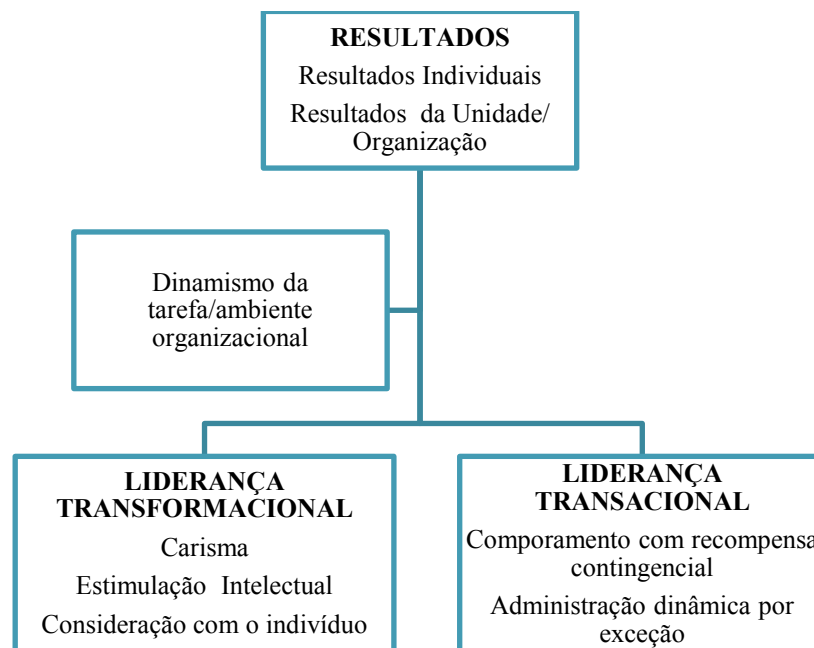 RESULTADOS
Resultados Individuais
Resultados da Unidade/
Organização
Dinamismo da
tarefa/ambiente
organizacional
LIDERANÇA
TRANSFORMACIONAL
Carisma
Estimulação Intelectual
Consideração com o indivíduo
LIDERANÇA
TRANSACIONAL
Comporamento com recompensa
contingencial
Administração dinâmica por
exceção